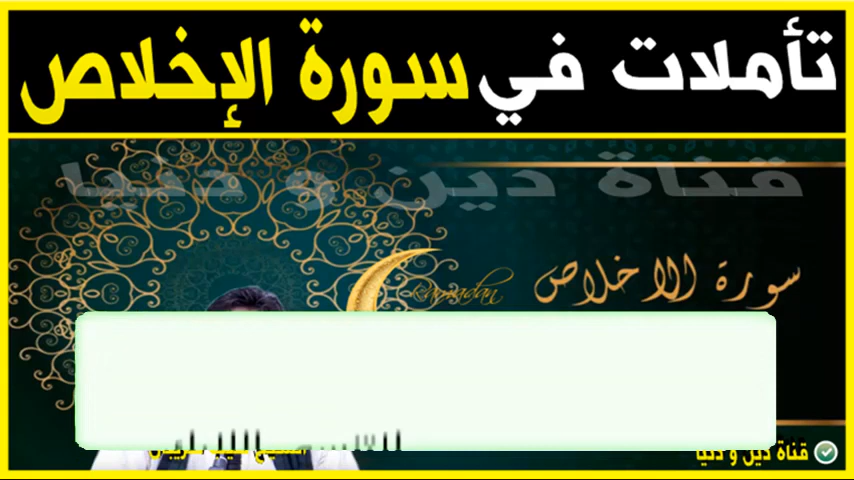 تأملات في سورة الإخلاص
قناة دين و دنيا
سورة الاخلاص
Ramadan
قناة دين و دنيا